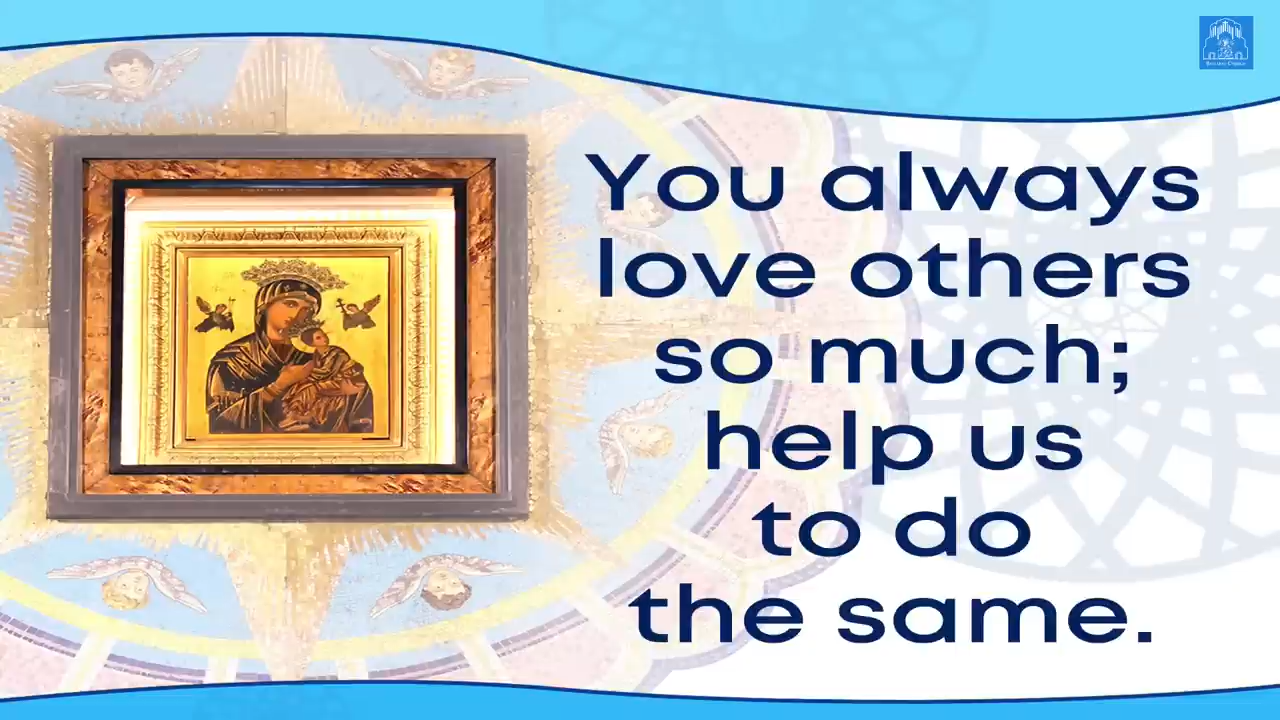 You always
love others
so much;
help us
to do
the same.